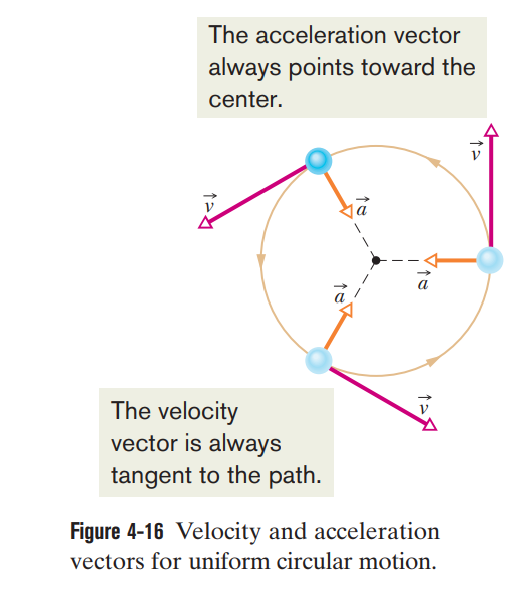 The acceleration vector
always points toward the
center.
v⃗
v⃗
a⃗
a⃗
a⃗
v⃗
The velocity
vector is always
tangent to the path.
Figure 4-16 Velocity and acceleration
vectors for uniform circular motion.